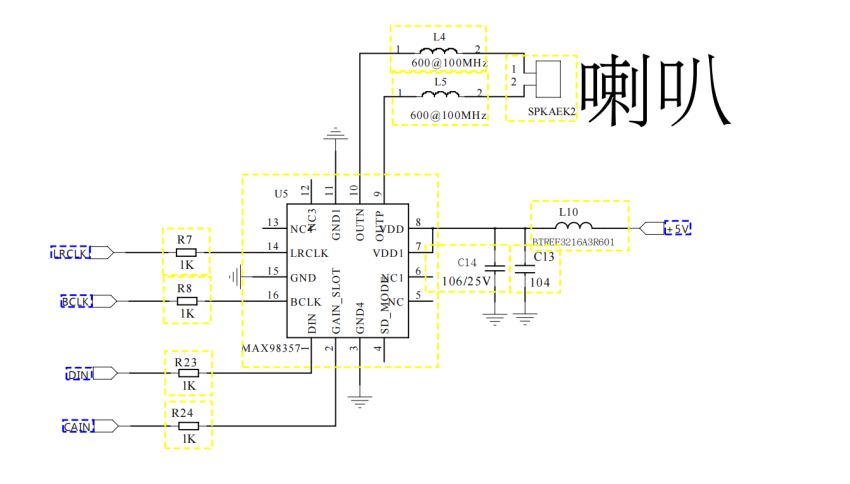 L4
1 2
600@100MHz
喇叭
L5
1 2
600@100MHz
1
2
SPKAEK2
U5
12 11 10 9
NC3 GND1 OUTN OUTP
13 NC4
VDD 8
L10
+5V
BTREE3216A3R601
R7
LRCLK
1K
14 LRCLK
VDD1 7
C14
106/25V
C13
104
15 GND
NC1 6
R8
BCLK
1K
16 BCLK
NC 5
DIN GAIN_SLOT GND4 SD_MODE
MAX98357
1 2 3 4
R23
DIN
1K
R24
CAIN
1K